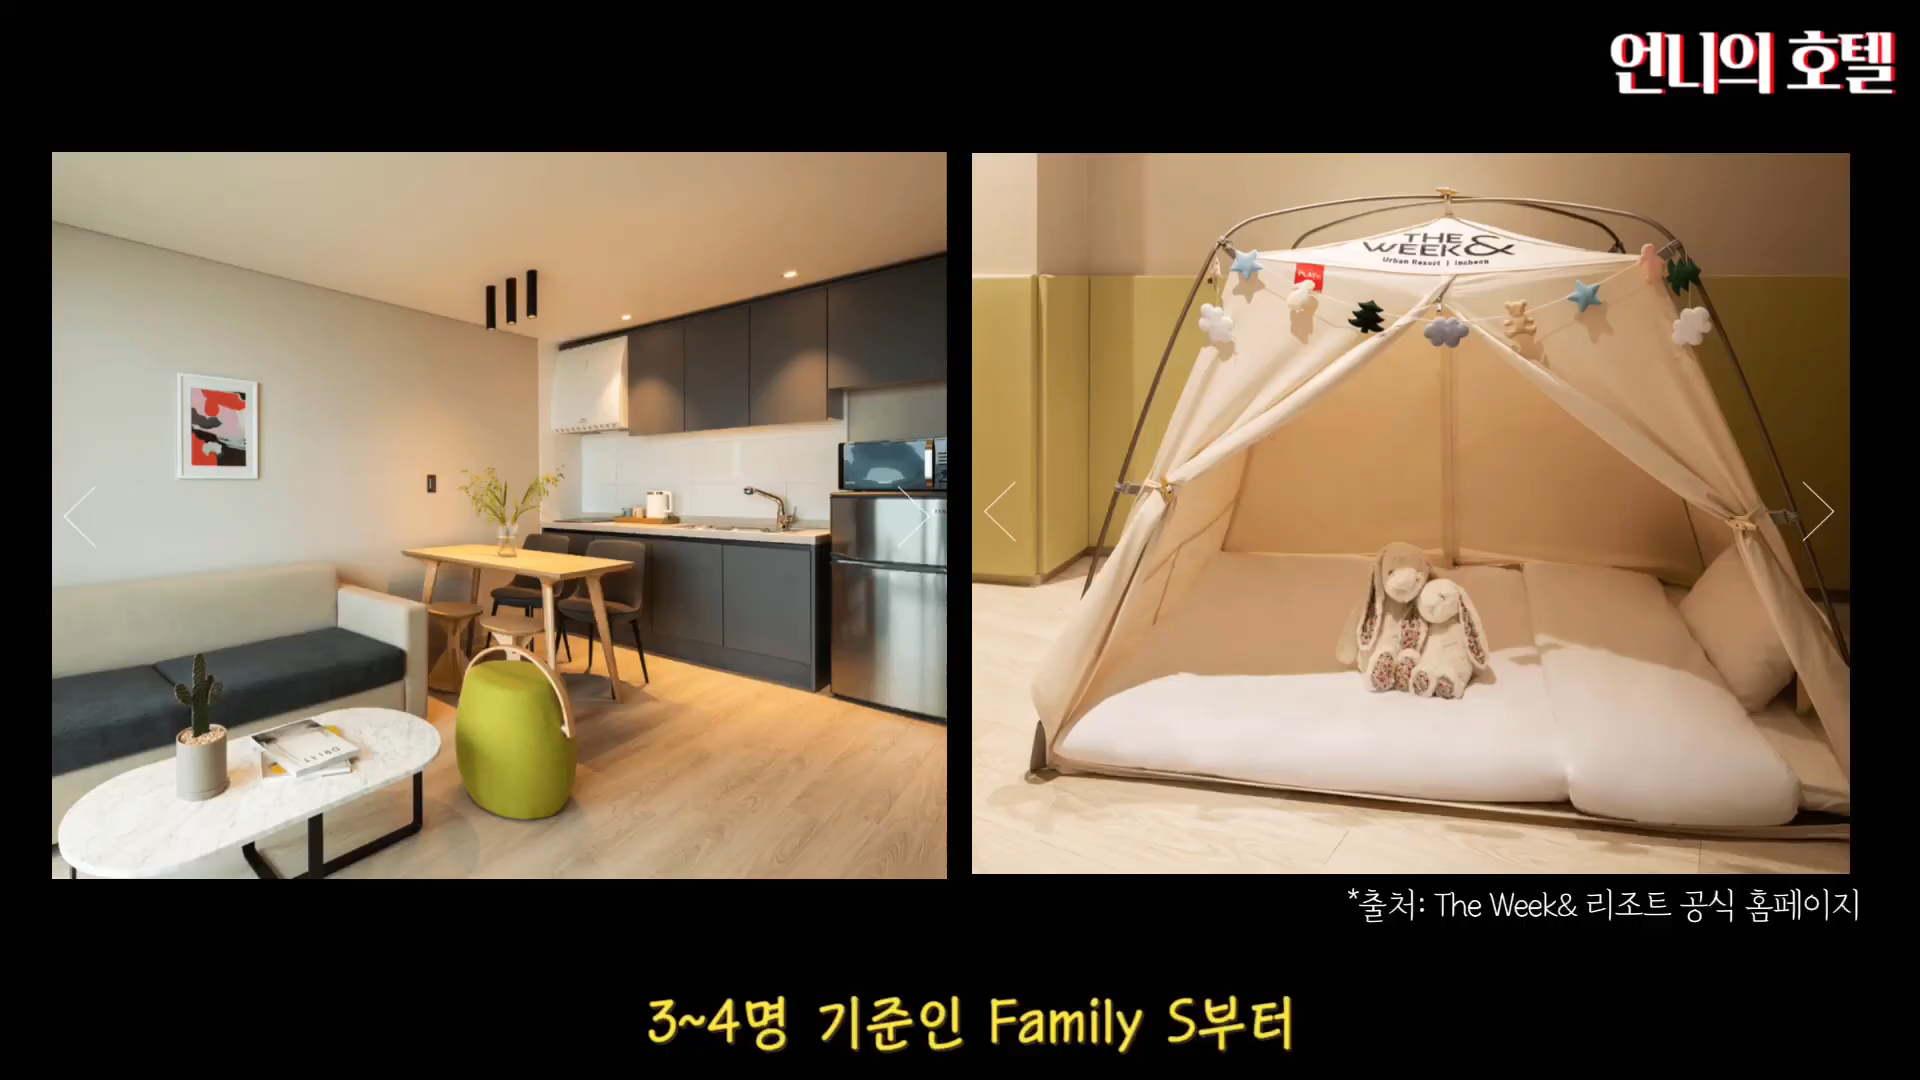 언니의 호텔
THE
WEEK&
Urban Resort | Incheon
PLAY&
*출처: The Week& 리조트 공식 홈페이지
3~4명 기준인 Family S부터